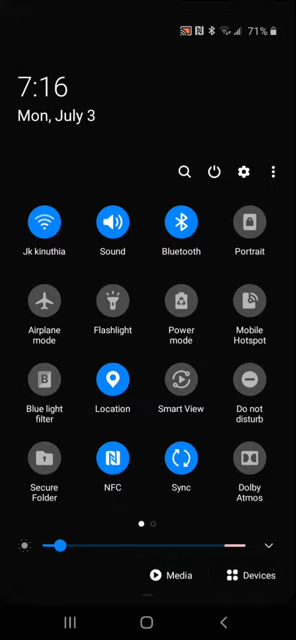 71%
7:16
Mon, July 3
Jk kinuthia
Sound
Bluetooth
Portrait
Airplane
mode
Flashlight
Power
mode
Mobile
Hotspot
B
Blue light
filter
Location
Smart View
Do not
disturb
Secure
Folder
NFC
Sync
Dolby
Atmos
Media
Devices